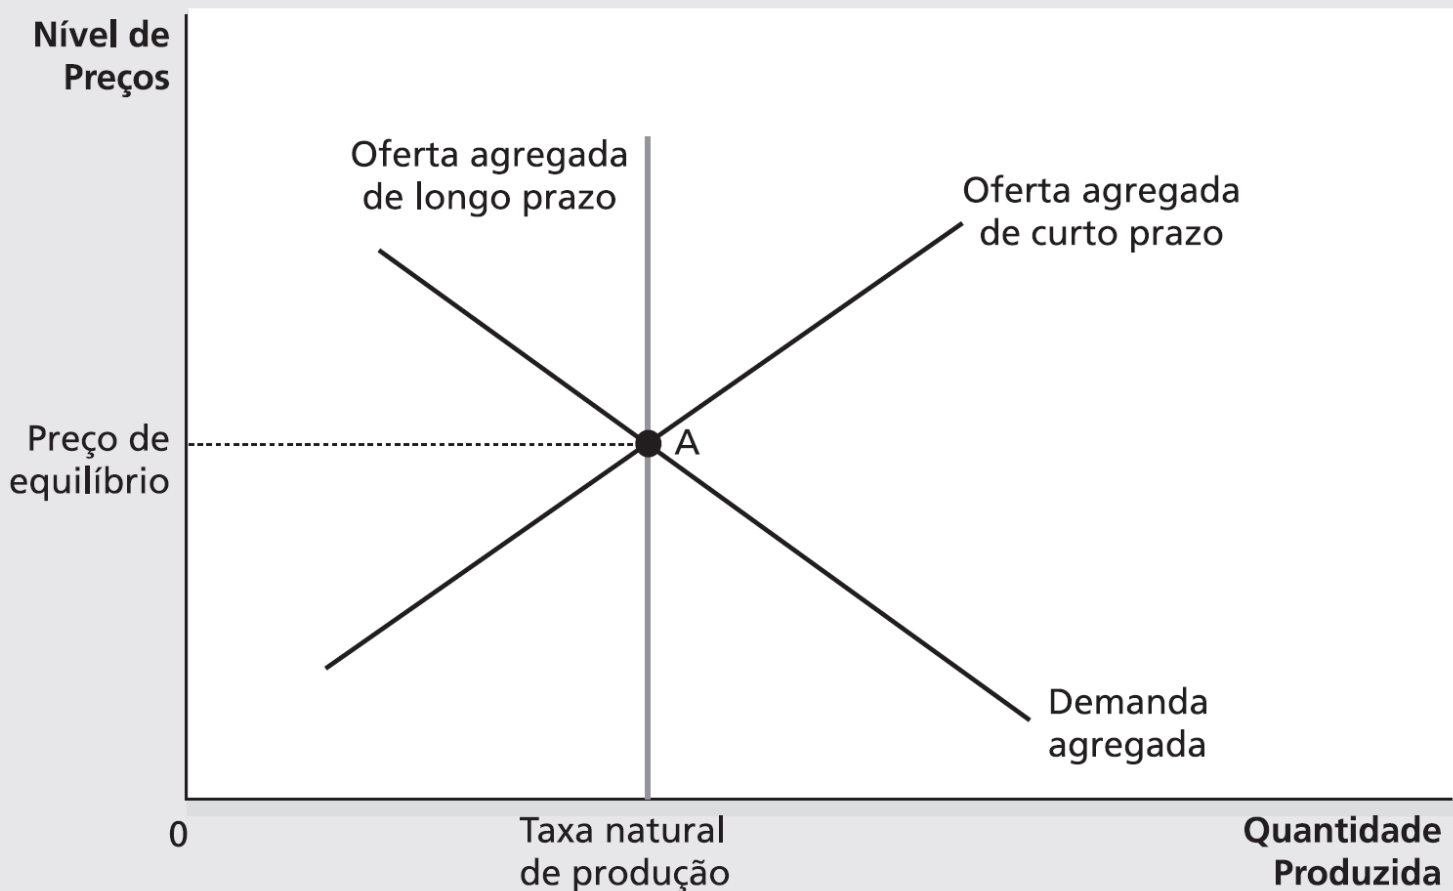 Nível de
Preços
Oferta agregada
de longo prazo
Oferta agregada
de curto prazo
Preço de
equilíbrio
A
Demanda
agregada
0
Taxa natural
de produção
Quantidade
Produzida